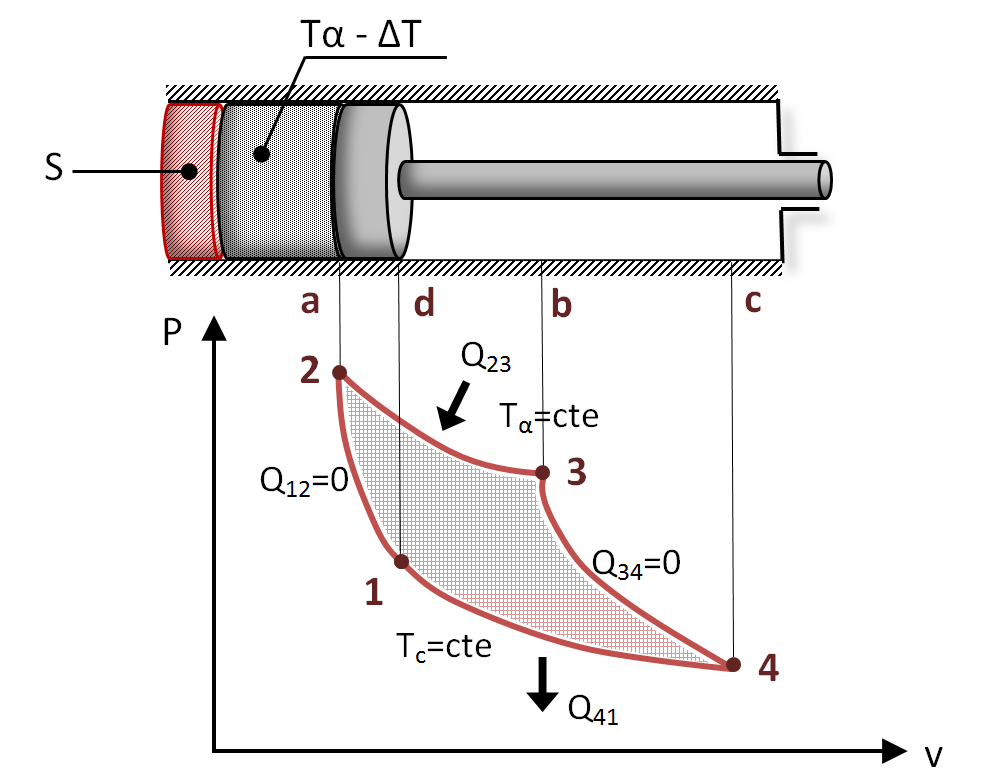 Tα - ΔT
S
a
d
b
c
P
2
Q23
Tα=cte
3
Q12=0
Q34=0
1
Tc=cte
4
Q41
v